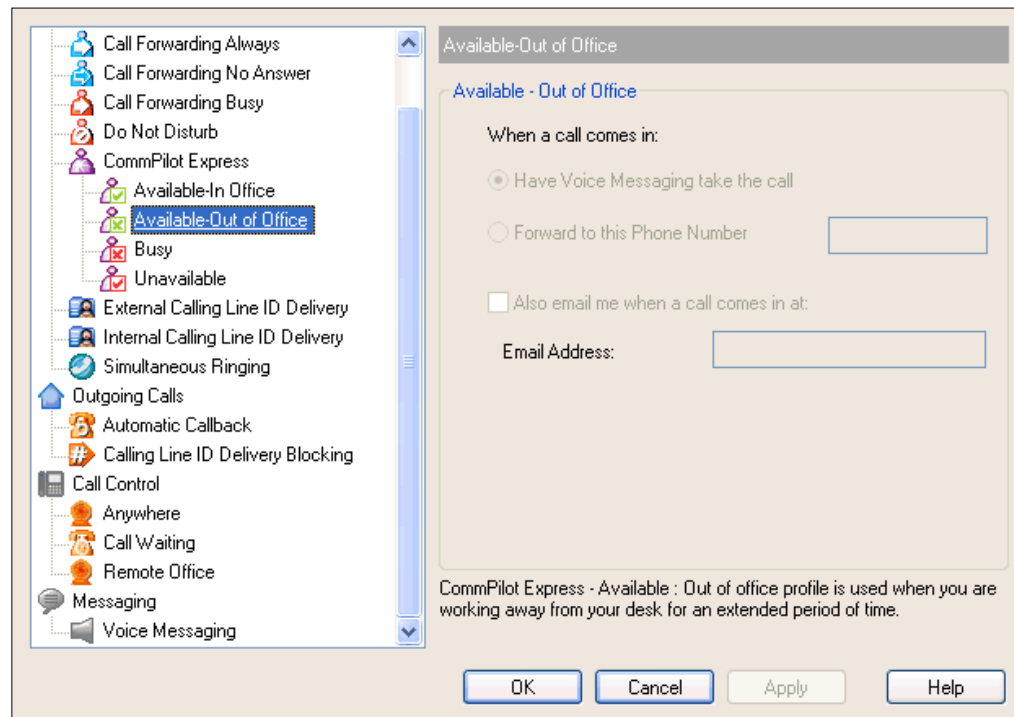 Call Forwarding Always
Call Forwarding No Answer
Call Forwarding Busy
Do Not Disturb
CommPilot Express
Available-In Office
Available-Out of Office
Busy
Unavailable
External Calling Line ID Delivery
Internal Calling Line ID Delivery
Simultaneous Ringing
Outgoing Calls
Automatic Callback
Calling Line ID Delivery Blocking
Call Control
Anywhere
Call Waiting
Remote Office
Messaging
Voice Messaging
Available-Out of Office
Available - Out of Office
When a call comes in:
Have Voice Messaging take the call
Forward to this Phone Number
Also email me when a call comes in at:
Email Address:
CommPilot Express - Available : Out of office profile is used when you are
working away from your desk for an extended period of time.
OK Cancel Apply Help